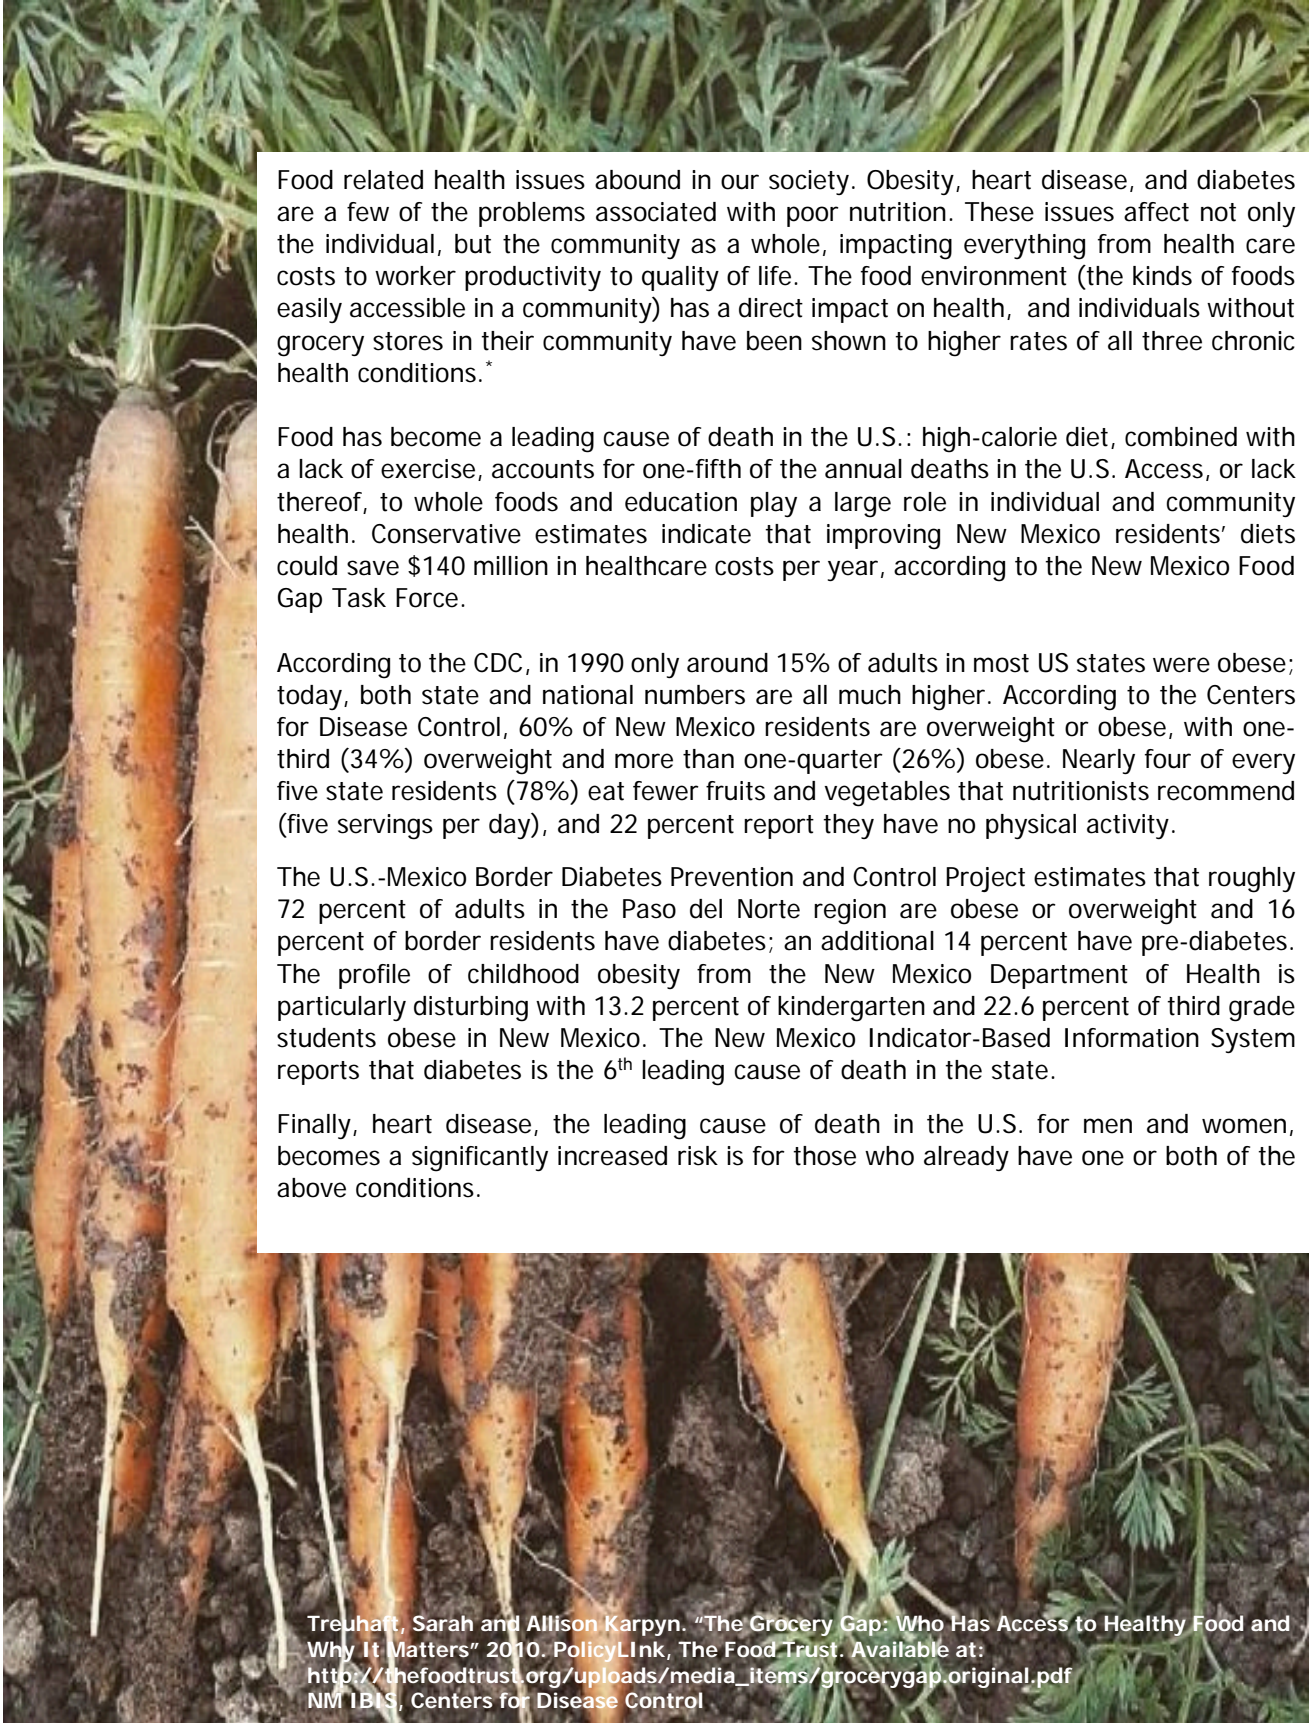 Food related health issues abound in our society. Obesity, heart disease, and diabetes
are a few of the problems associated with poor nutrition. These issues affect not only
the individual, but the community as a whole, impacting everything from health care
costs to worker productivity to quality of life. The food environment (the kinds of foods
easily accessible in a community) has a direct impact on health, and individuals without
grocery stores in their community have been shown to higher rates of all three chronic
health conditions.*
Food has become a leading cause of death in the U.S.: high-calorie diet, combined with
a lack of exercise, accounts for one-fifth of the annual deaths in the U.S. Access, or lack
thereof, to whole foods and education play a large role in individual and community
health. Conservative estimates indicate that improving New Mexico residents’ diets
could save $140 million in healthcare costs per year, according to the New Mexico Food
Gap Task Force.
According to the CDC, in 1990 only around 15% of adults in most US states were obese;
today, both state and national numbers are all much higher. According to the Centers
for Disease Control, 60% of New Mexico residents are overweight or obese, with one-
third (34%) overweight and more than one-quarter (26%) obese. Nearly four of every
five state residents (78%) eat fewer fruits and vegetables that nutritionists recommend
(five servings per day), and 22 percent report they have no physical activity.
The U.S.-Mexico Border Diabetes Prevention and Control Project estimates that roughly
72 percent of adults in the Paso del Norte region are obese or overweight and 16
percent of border residents have diabetes; an additional 14 percent have pre-diabetes.
The profile of childhood obesity from the New Mexico Department of Health is
particularly disturbing with 13.2 percent of kindergarten and 22.6 percent of third grade
students obese in New Mexico. The New Mexico Indicator-Based Information System
reports that diabetes is the 6th leading cause of death in the state.
Finally, heart disease, the leading cause of death in the U.S. for men and women,
becomes a significantly increased risk is for those who already have one or both of the
above conditions.
Treuhaft, Sarah and Allison Karpyn. “The Grocery Gap: Who Has Access to Healthy Food and
Why It Matters” 2010. PolicyLInk, The Food Trust. Available at:
http://thefoodtrust.org/uploads/media_items/grocerygap.original.pdf
NM IBIS, Centers for Disease Control